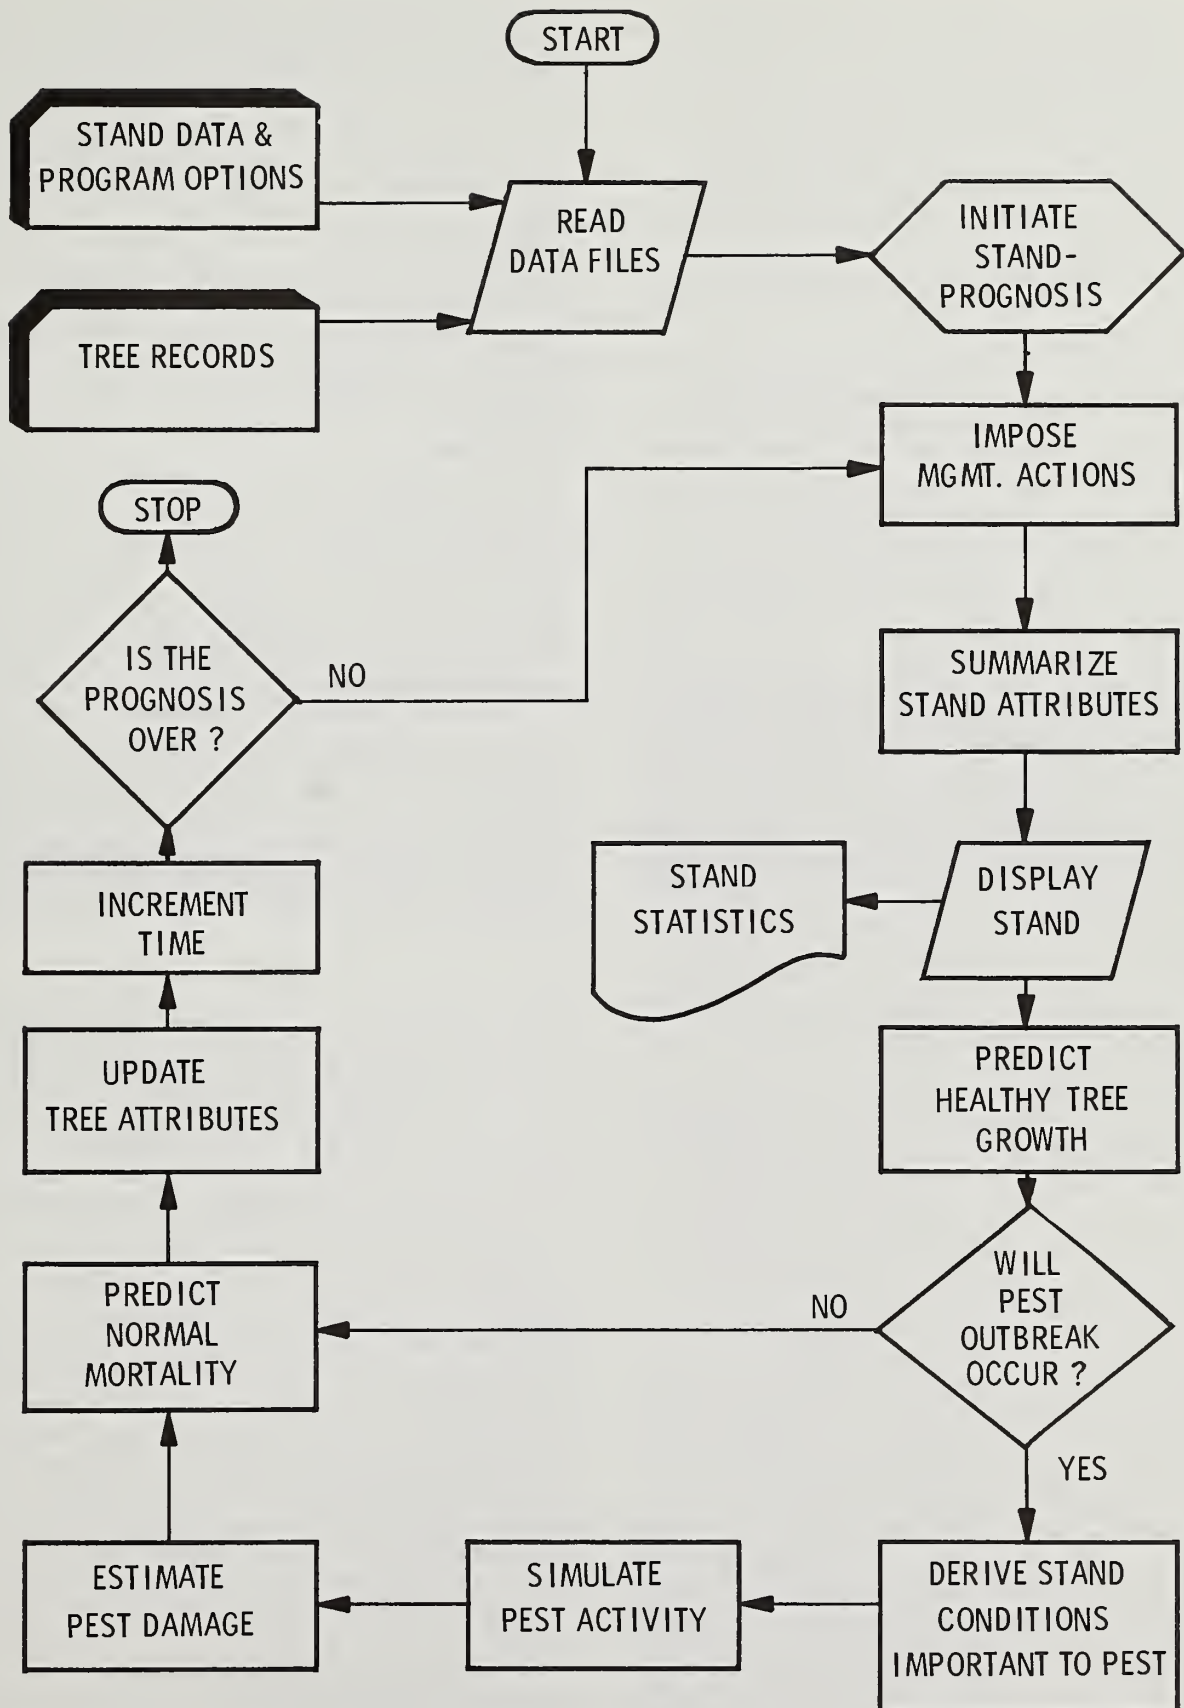 START
STAND DATA &
PROGRAM OPTIONS
READ
DATA FILES
INITIATE
STAND-
PROGNOSIS
TREE RECORDS
IMPOSE
MGMT. ACTIONS
STOP
IS THE
PROGNOSIS
OVER ?
NO
SUMMARIZE
STAND ATTRIBUTES
STAND
STATISTICS
DISPLAY
STAND
INCREMENT
TIME
PREDICT
HEALTHY TREE
GROWTH
UPDATE
TREE ATTRIBUTES
WILL
PEST
OUTBREAK
OCCUR ?
NO
PREDICT
NORMAL
MORTALITY
YES
DERIVE STAND
CONDITIONS
IMPORTANT TO PEST
SIMULATE
PEST ACTIVITY
ESTIMATE
PEST DAMAGE